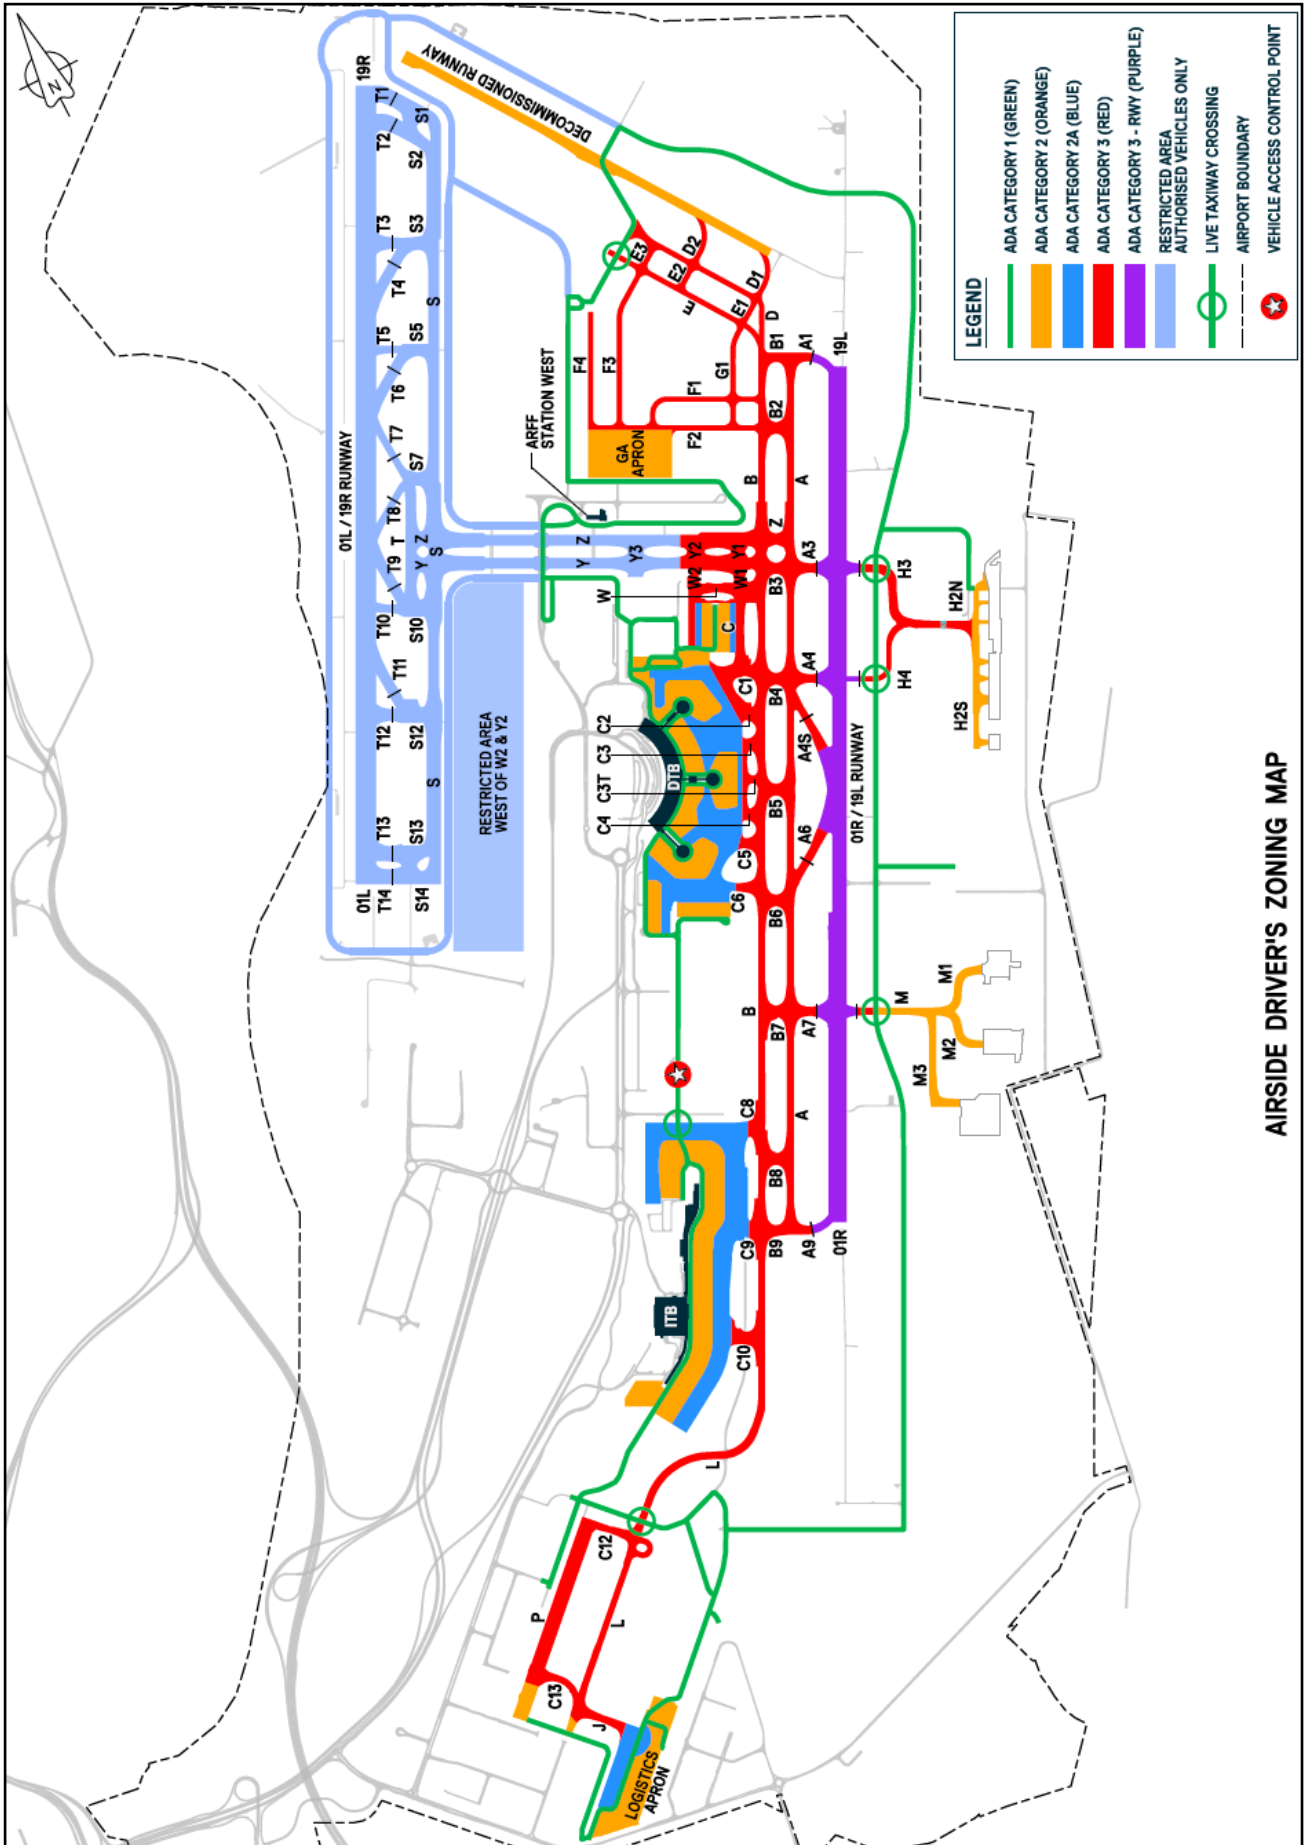 AIRSIDE DRIVER'S ZONING MAP
LEGEND
ADA CATEGORY 1 (GREEN)
ADA CATEGORY 2 (ORANGE)
ADA CATEGORY 2A (BLUE)
ADA CATEGORY 3 (RED)
ADA CATEGORY 3 - RWY (PURPLE)
RESTRICTED AREA
AUTHORISED VEHICLES ONLY
LIVE TAXIWAY CROSSING
AIRPORT BOUNDARY
VEHICLE ACCESS CONTROL POINT
N
01L
T14
S14
T13
S13
T12
S12
S
T11
T10
S10
T9
T
T8
Y
Z
S
S7
T7
T6
T5
S5
T4
S
T3
S3
T2
S2
T1
S1
19R
01L / 19R RUNWAY
RESTRICTED AREA
WEST OF W2 & Y2
DECOMMISSIONED RUNWAY
ARFF
STATION WEST
GA
APRON
F4
F3
F2
F1
G1
E3
E2
E1
E
D2
D1
D
Y
Z
Y3
Y2
Y1
W2
W1
W
C
Z
B
A
B1
A1
19L
B2
B3
A3
H3
H2N
H2S
H4
A4
B4
C1
C2
C3
C3T
C4
DTB
A4S
B5
A6
C5
C6
B6
01R / 19L RUNWAY
B
B7
A7
M
M1
M2
M3
C8
A
B8
C9
B9
A9
01R
ITB
C10
L
C12
P
L
C13
J
LOGISTICS
APRON